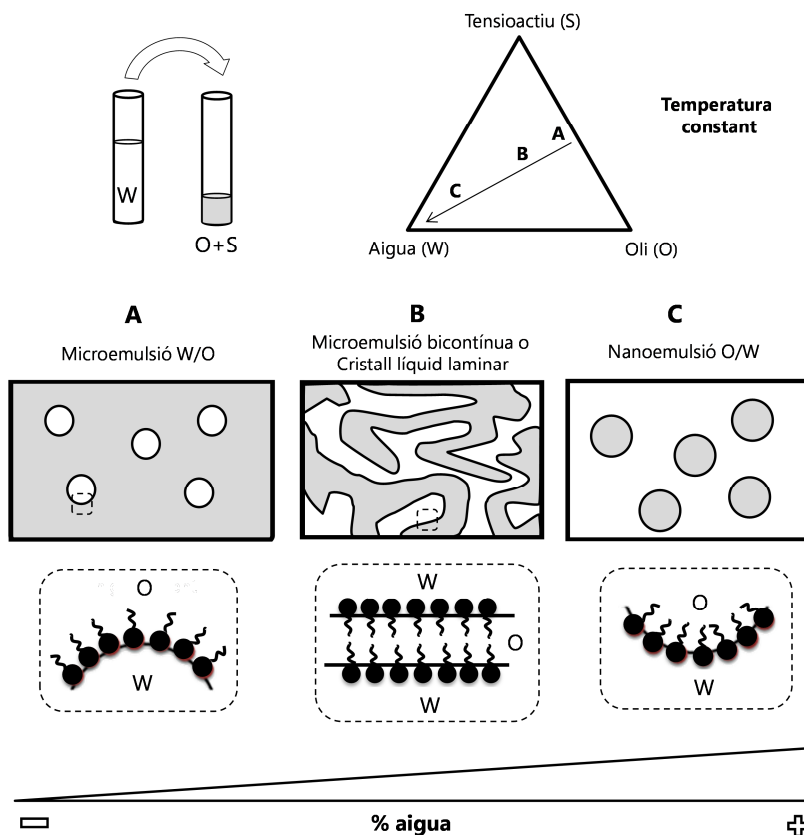 Tensioactiu (S)
Temperatura
constant
A
B
C
W
O+S
Aigua (W)
Oli (O)
A
B
C
Microemulsió W/O
Microemulsió bicontínua o
Cristall líquid laminar
Nanoemulsió O/W
O
W
W
O
W
O
W
% aigua